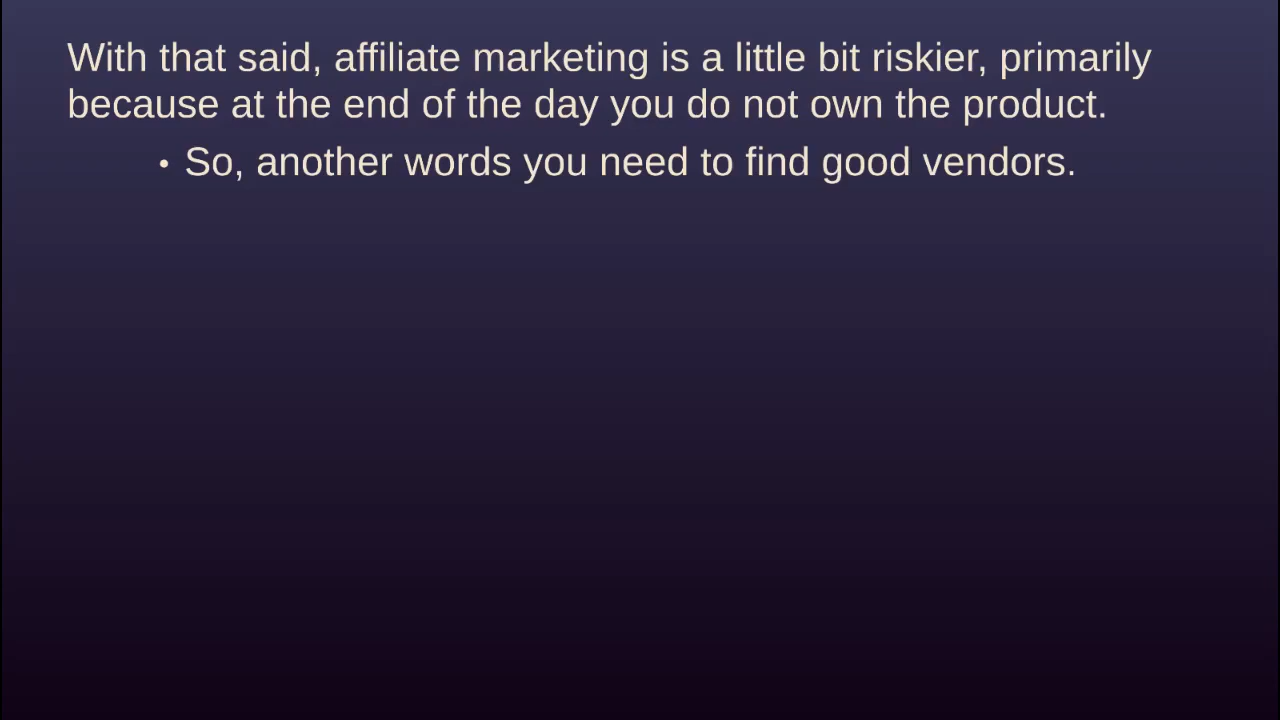 With that said, affiliate marketing is a little bit riskier, primarily
because at the end of the day you do not own the product.
• So, another words you need to find good vendors.